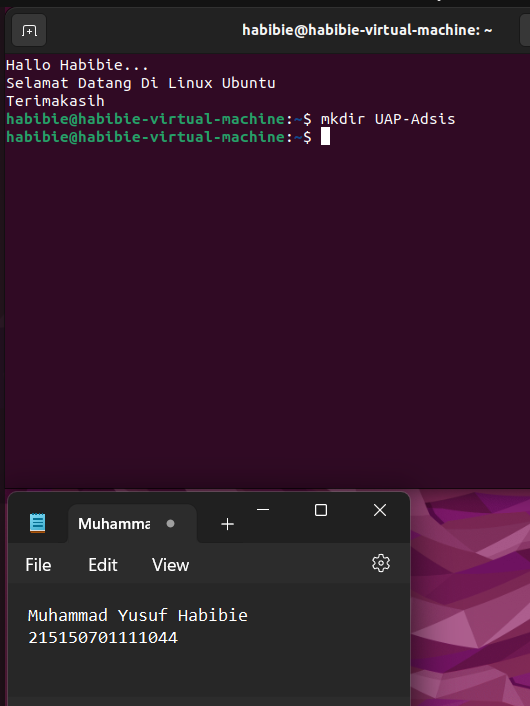 habibie@habibie-virtual-machine: ~
Hallo Habibie...
Selamat Datang Di Linux Ubuntu
Terimakasih
habibie@habibie-virtual-machine:~$ mkdir UAP-Adsis
habibie@habibie-virtual-machine:~$
Muhamma
File Edit View
Muhammad Yusuf Habibie
215150701111044